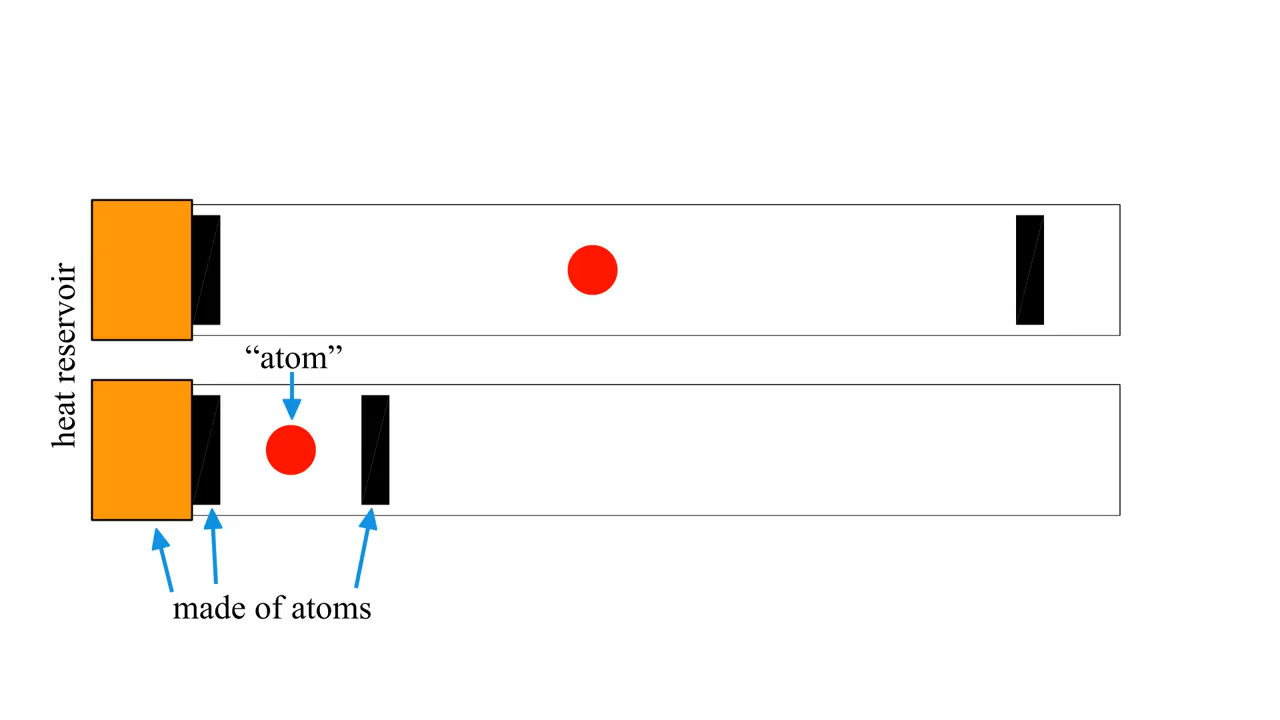 heat reservoir
“atom”
made of atoms